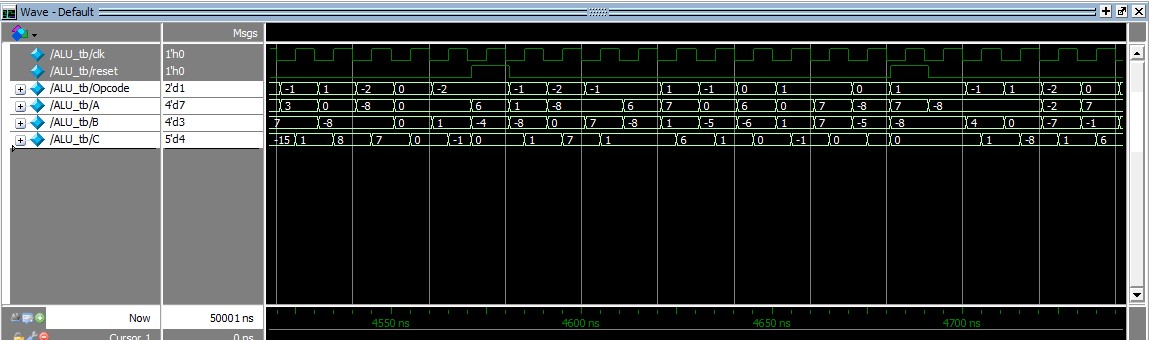 Wave - Default
Msgs
/ALU_tb/clk 1'h0
/ALU_tb/reset 1'h0
/ALU_tb/Opcode 2'd1 -1 1 -2 0 -2 -1 -2 -1 1 -1 0 1 0 1 -1 1 -2 0
/ALU_tb/A 4'd7 3 0 -8 0 6 1 -8 6 7 0 6 0 7 -8 7 -8 -2 7
/ALU_tb/B 4'd3 7 -8 0 1 -4 -8 0 7 -8 1 -5 -6 1 7 -5 -8 4 0 -7 -1
/ALU_tb/C 5'd4 -15 1 8 7 0 -1 0 1 7 1 6 1 0 -1 0 0 1 -8 1 6
Now 50001 ns 4550 ns 4600 ns 4650 ns 4700 ns
Cursor 1 0 ns